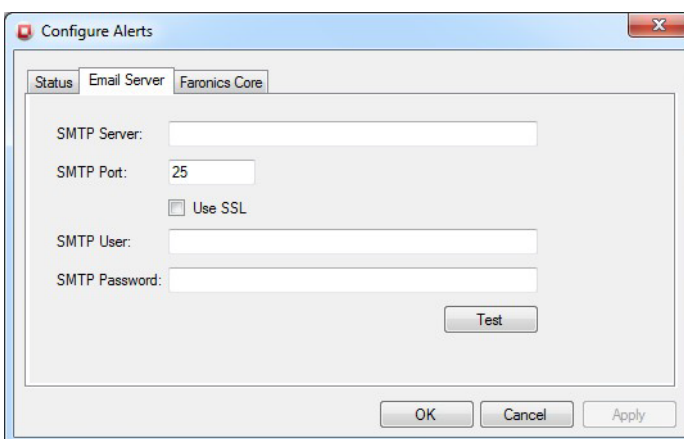 Configure Alerts
Status Email Server Faronics Core
SMTP Server:
SMTP Port: 25
Use SSL
SMTP User:
SMTP Password:
Test
OK Cancel Apply